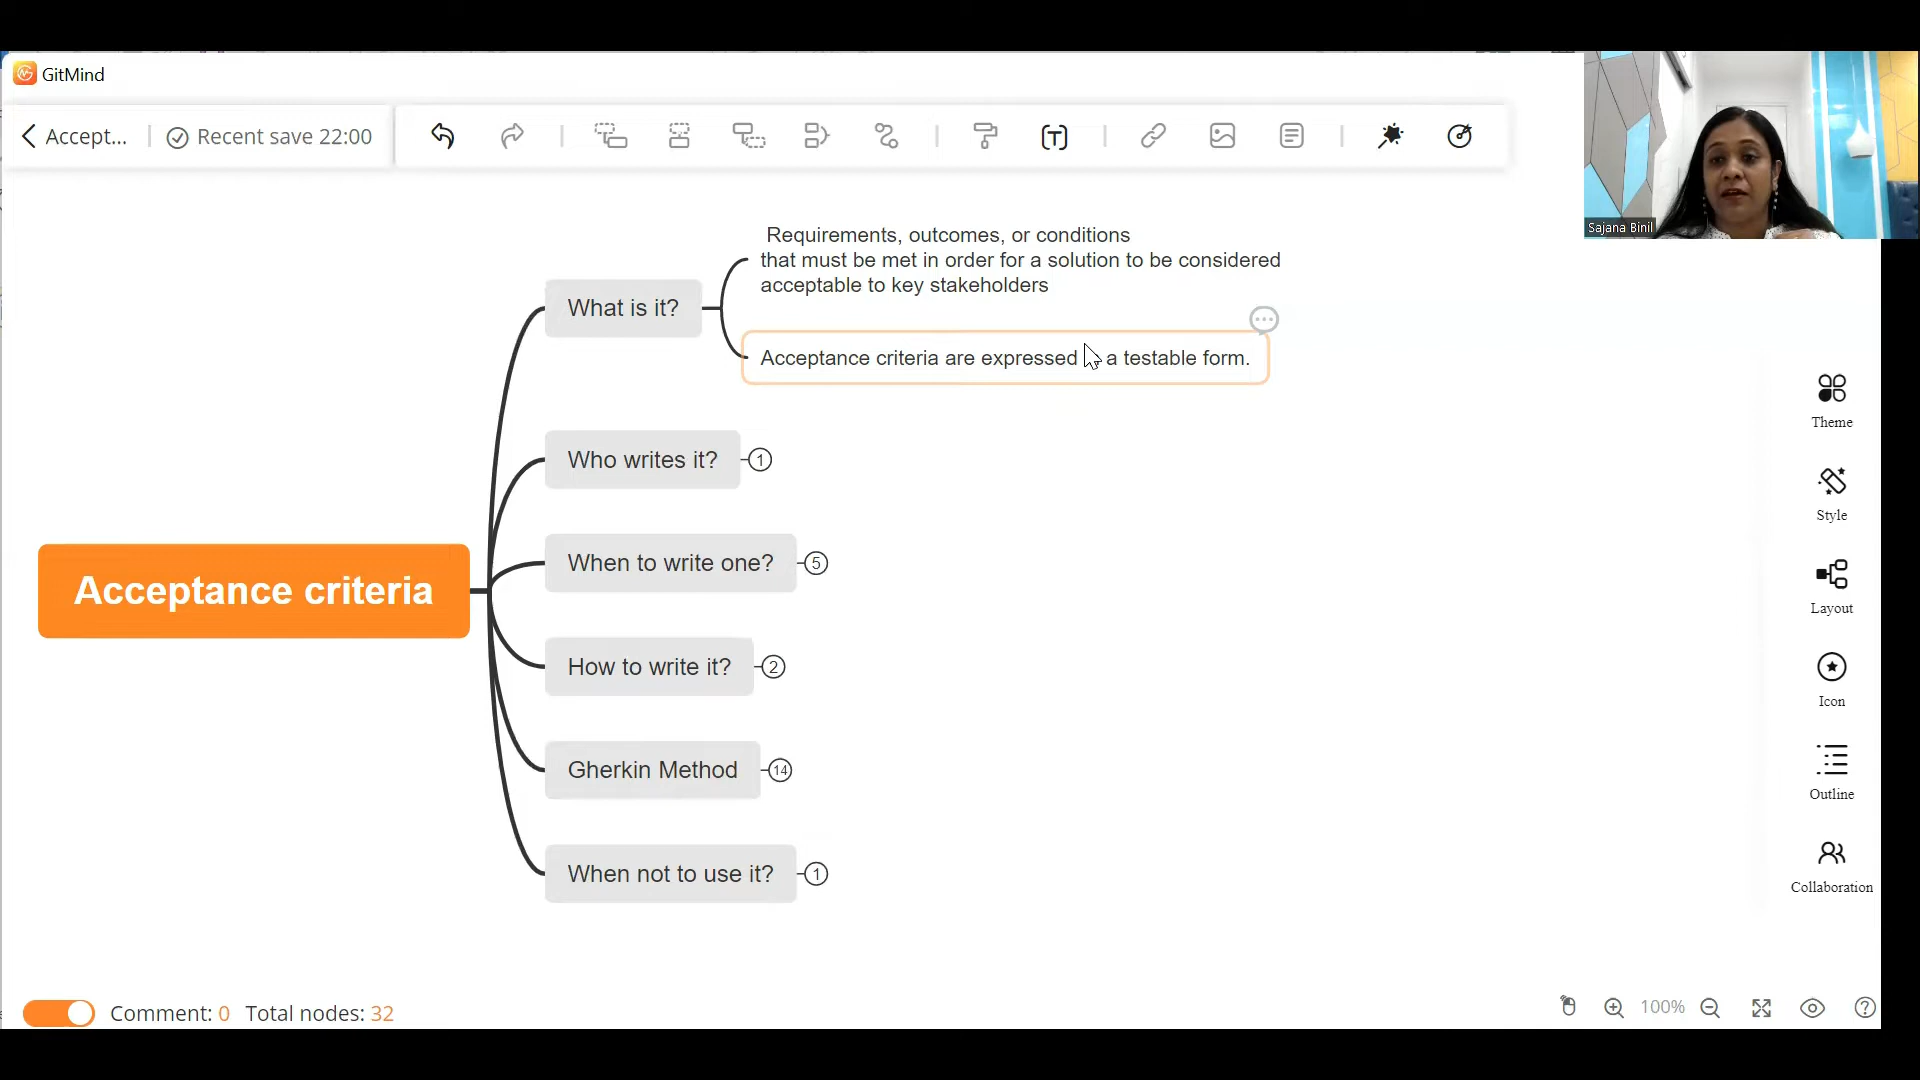 GitMind
Accept...
Recent save 22:00
Sajana Binil
Requirements, outcomes, or conditions
that must be met in order for a solution to be considered
acceptable to key stakeholders
What is it?
Acceptance criteria are expressed a testable form.
Who writes it?
1
When to write one?
5
Acceptance criteria
How to write it?
2
Gherkin Method
14
When not to use it?
1
Theme
Style
Layout
Icon
Outline
Collaboration
Comment: 0 Total nodes: 32
100%